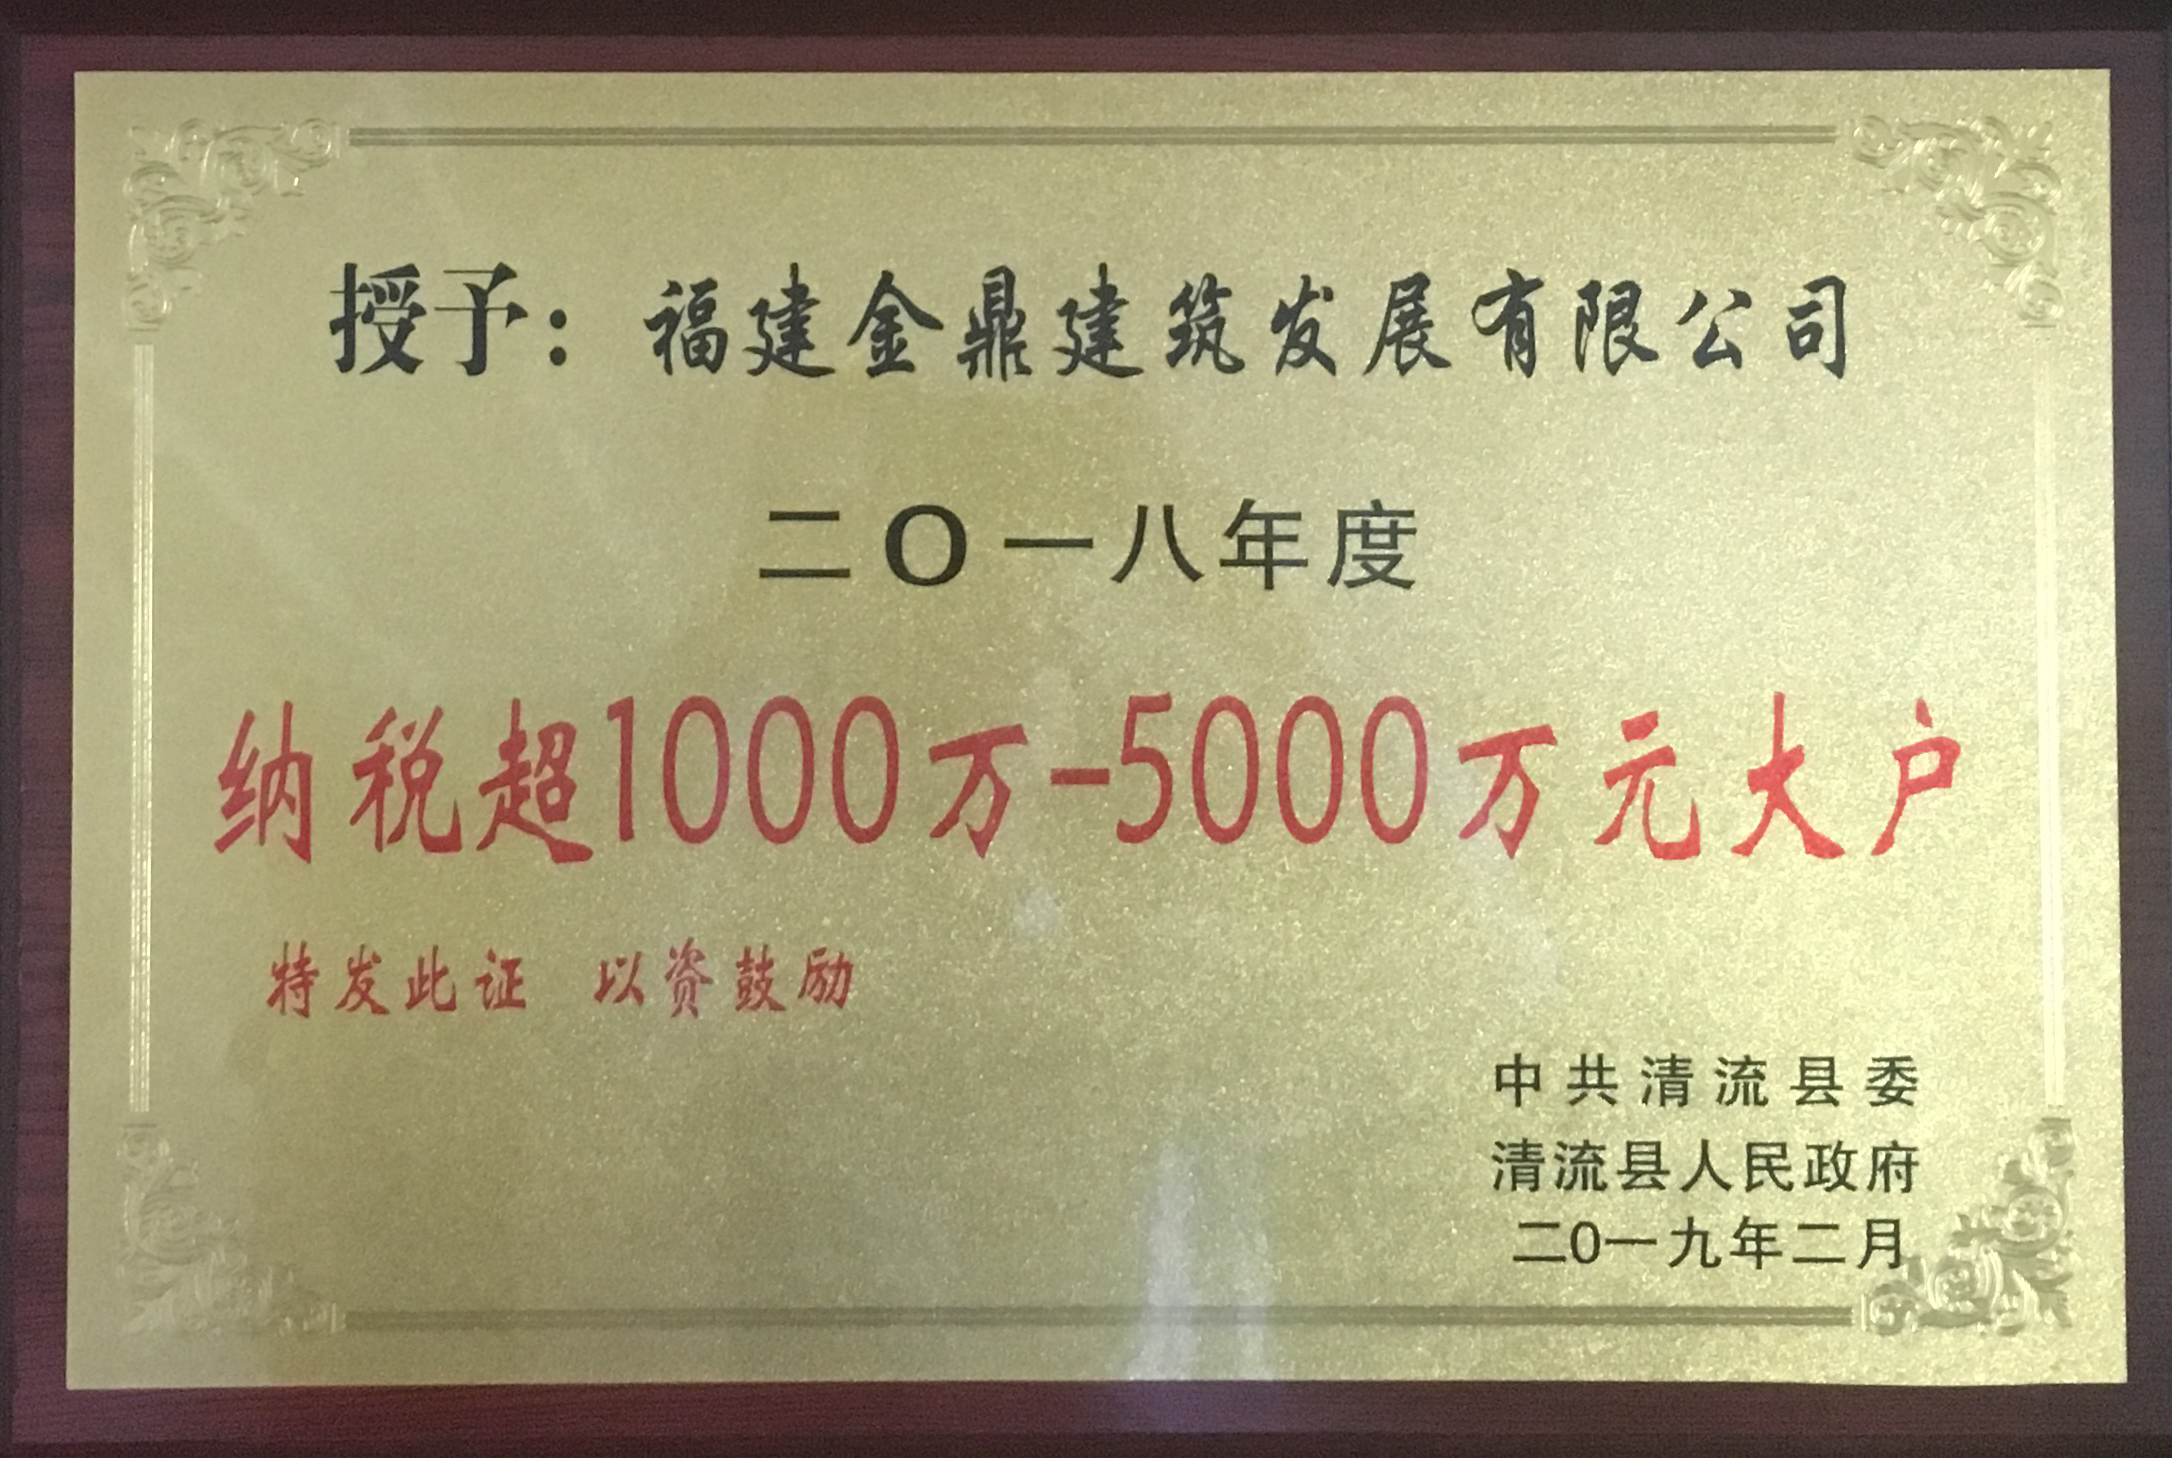 授予：福建金鼎建筑发展有限公司
二O一八年度
纳税超1000万-5000万元大户
特发此证 以资鼓励
中共清流县委
清流县人民政府
二0一九年二月